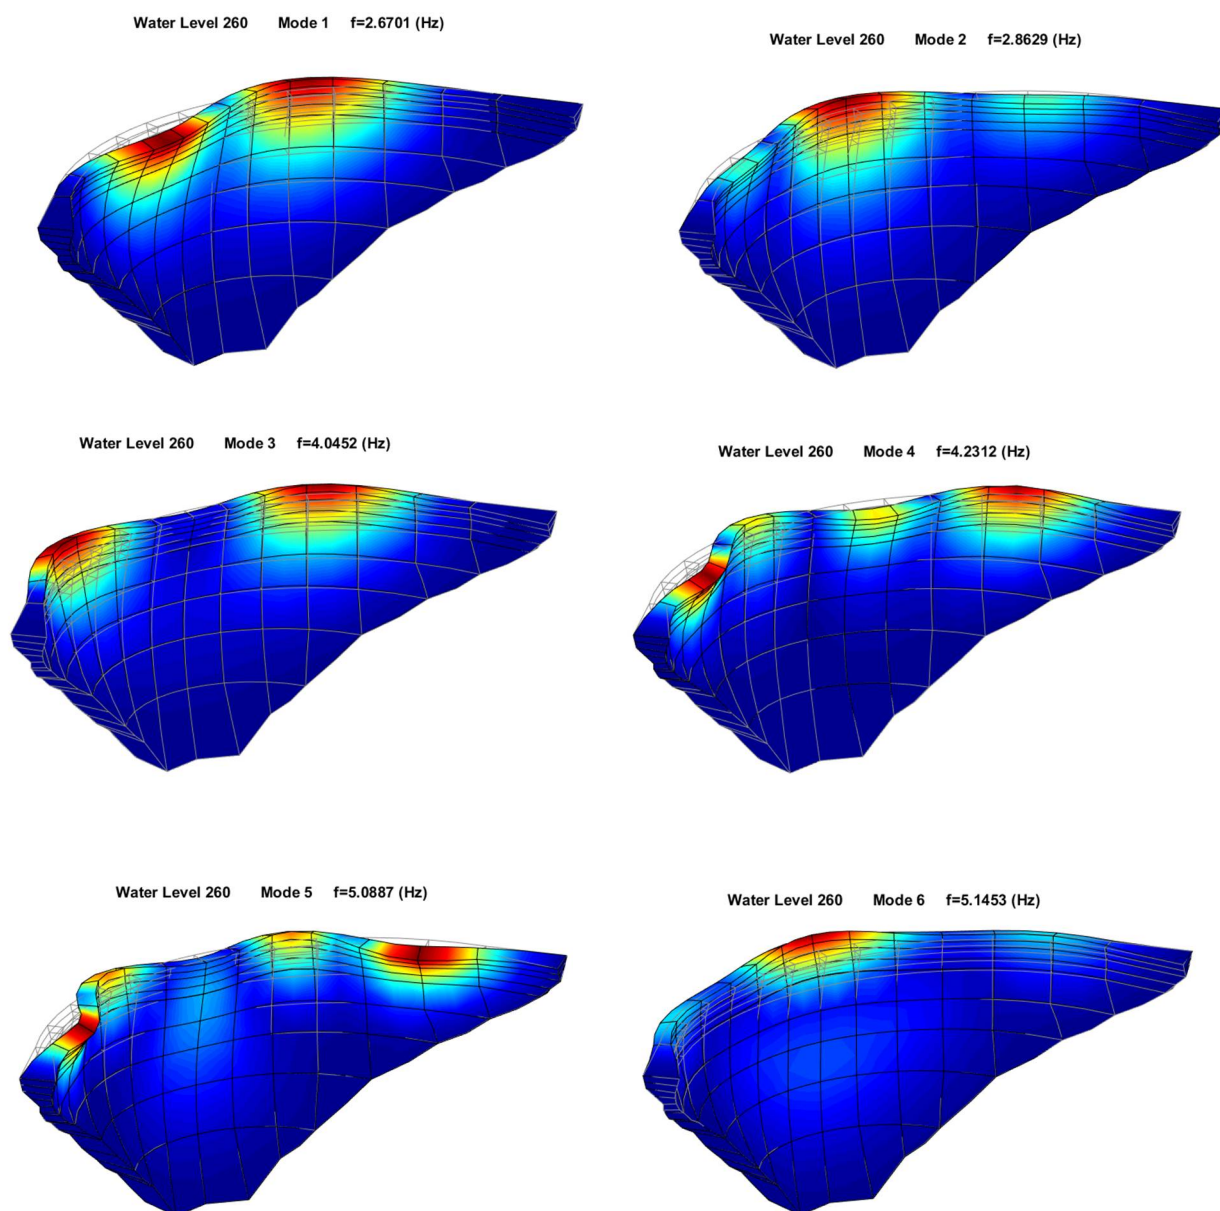 Water Level 260 Mode 1 f=2.6701 (Hz)
Water Level 260 Mode 2 f=2.8629 (Hz)
Water Level 260 Mode 3 f=4.0452 (Hz)
Water Level 260 Mode 4 f=4.2312 (Hz)
Water Level 260 Mode 5 f=5.0887 (Hz)
Water Level 260 Mode 6 f=5.1453 (Hz)